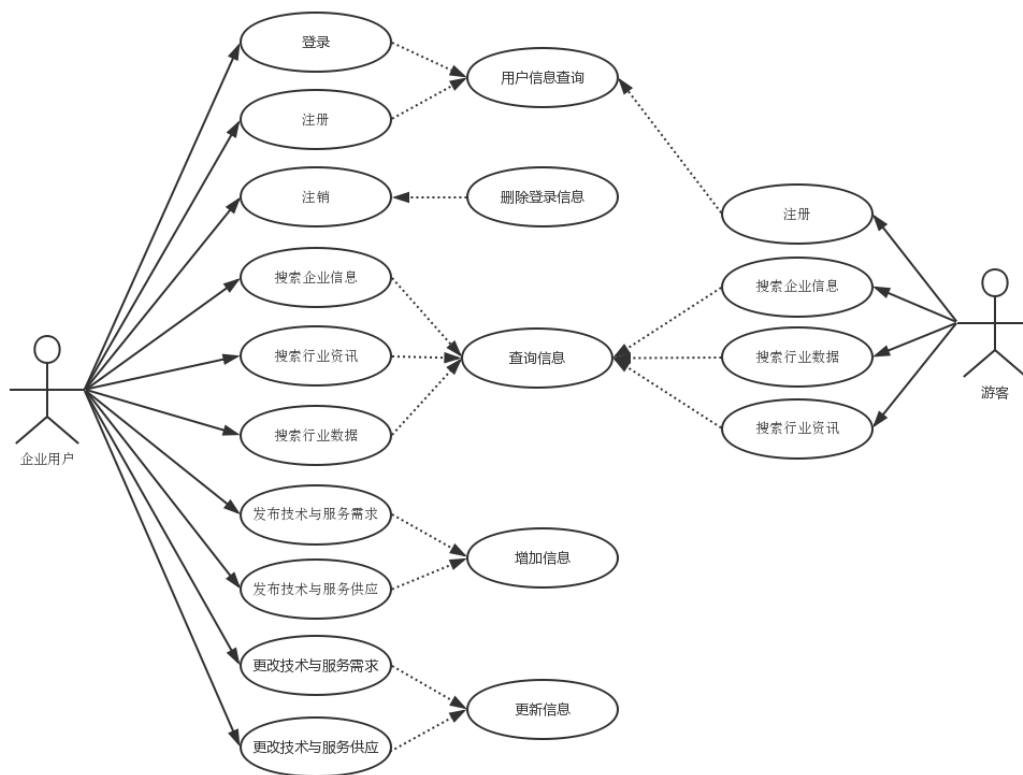 登录
用户信息查询
注册
注销
删除登录信息
注册
搜索企业信息
搜索企业信息
搜索行业资讯
查询信息
搜索行业数据
游客
搜索行业数据
搜索行业资讯
企业用户
发布技术与服务需求
增加信息
发布技术与服务供应
更改技术与服务需求
更新信息
更改技术与服务供应